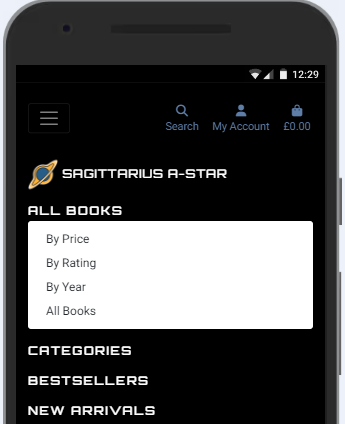 12:29
Search My Account £0.00
SAGITTARIUS A-STAR
ALL BOOKS
By Price
By Rating
By Year
All Books
CATEGORIES
BESTSELLERS
NEW ARRIVALS